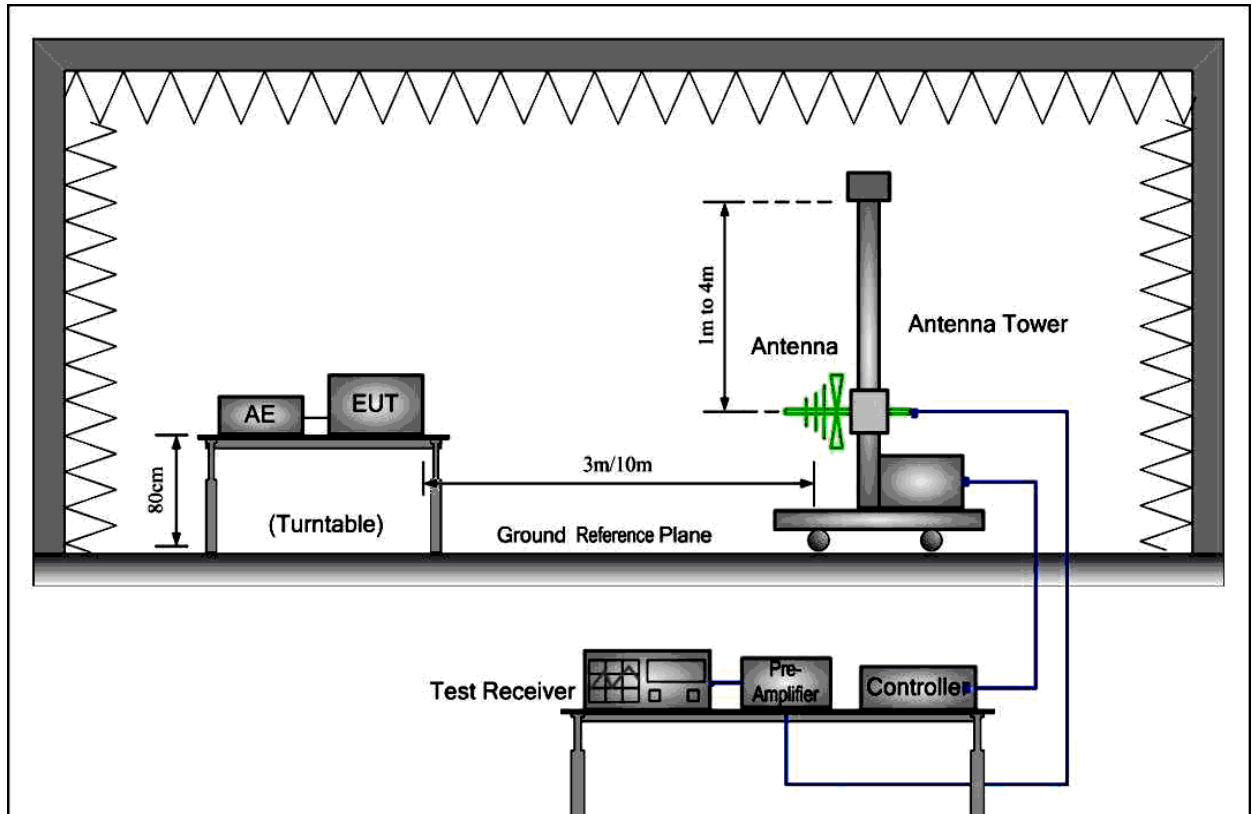 1m to 4m
Antenna
Antenna Tower
AE
EUT
80cm
3m/10m
(Turntable)
Ground Reference Plane
Test Receiver
Pre-
Amplifier
Controller